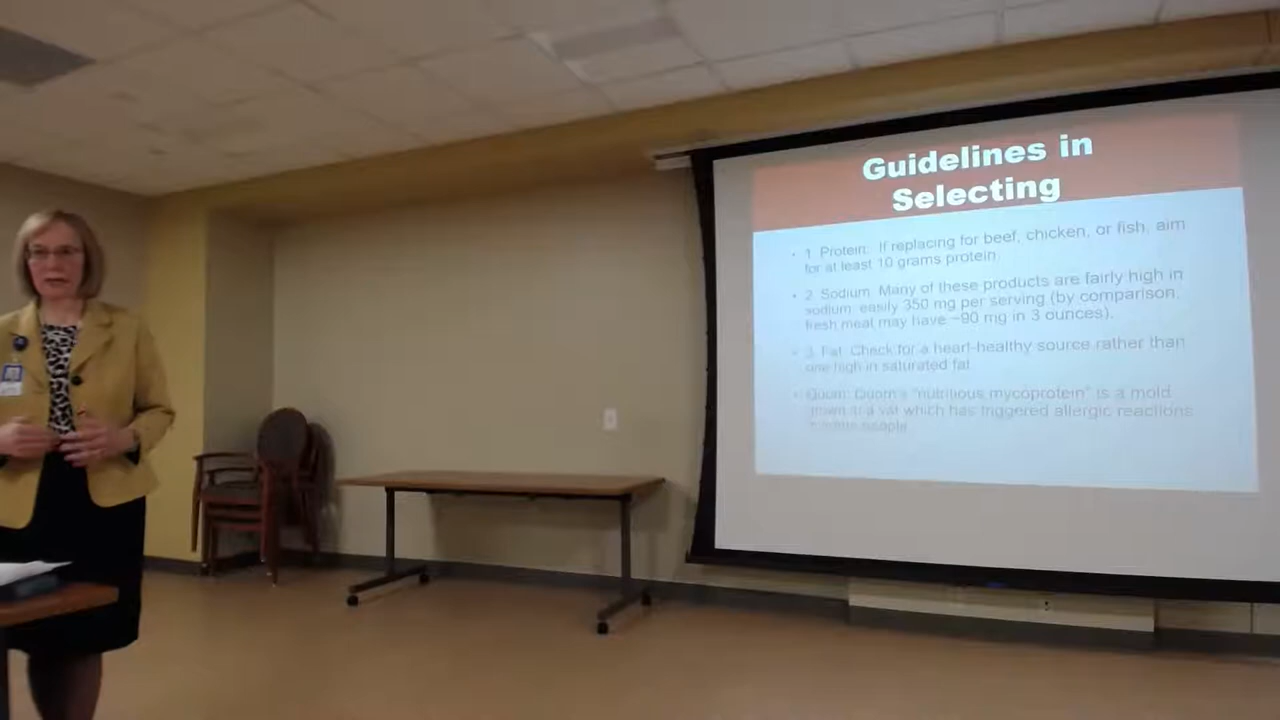 Guidelines in
Selecting
• 1. Protein: If replacing for beef, chicken, or fish, aim
for at least 10 grams protein.
• 2. Sodium: Many of these products are fairly high in
sodium, easily 350 mg per serving (by comparison,
fresh meat may have ~90 mg in 3 ounces).
• 3. Fat: Check for a heart-healthy source rather than
one high in saturated fat
• Quorn: Quorn's "nutritious mycoprotein" is a mold
grown in a vat which has triggered allergic reactions
in some people